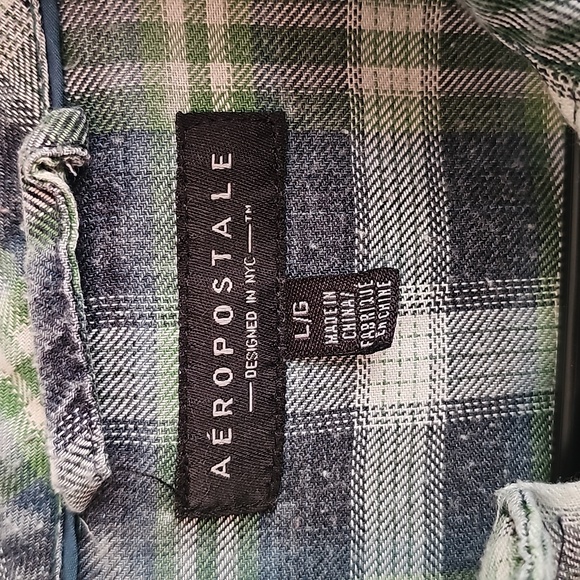 AÉROPOSTALE
DESIGNED IN NYC ™
L/G
MADE IN
CHINA/
FABRIQUÉ
EN CHINE